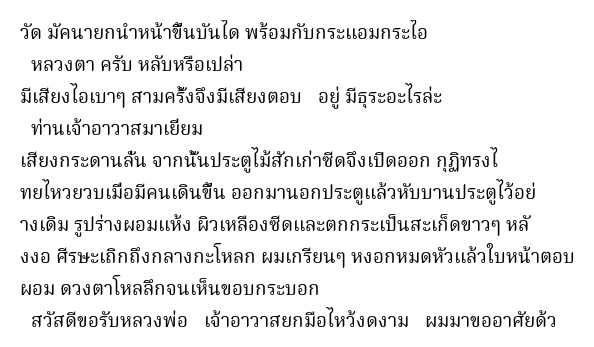 วัด มัคนายกนำหน้าขึ้นบันได พร้อมกับกระแอมกระไอ
หลวงตา ครับ หลับหรือเปล่า
มีเสียงไอเบาๆ สามครั้งจึงมีเสียงตอบ อยู่ มีธุระอะไรล่ะ
ท่านเจ้าอาวาสมาเยี่ยม
เสียงกระดานลั่น จากนั้นประตูไม้สักเก่าซีดจึงเปิดออก กุฏิทรงไ
ทยไหวยวบเมื่อมีคนเดินขึ้น ออกมานอกประตูแล้วหับบานประตูไว้อย่
างเดิม รูปร่างผอมแห้ง ผิวเหลืองซีดและตกกระเป็นสะเก็ดขาวๆ หลั
งงอ ศีรษะเถิกถึงกลางกะโหลก ผมเกรียนๆ หงอกหมดหัวแล้วใบหน้าตอบ
ผอม ดวงตาโหลลึกจนเห็นขอบกระบอก
สวัสดีขอรับหลวงพ่อ เจ้าอาวาสยกมือไหว้งดงาม ผมมาขออาศัยด้ว